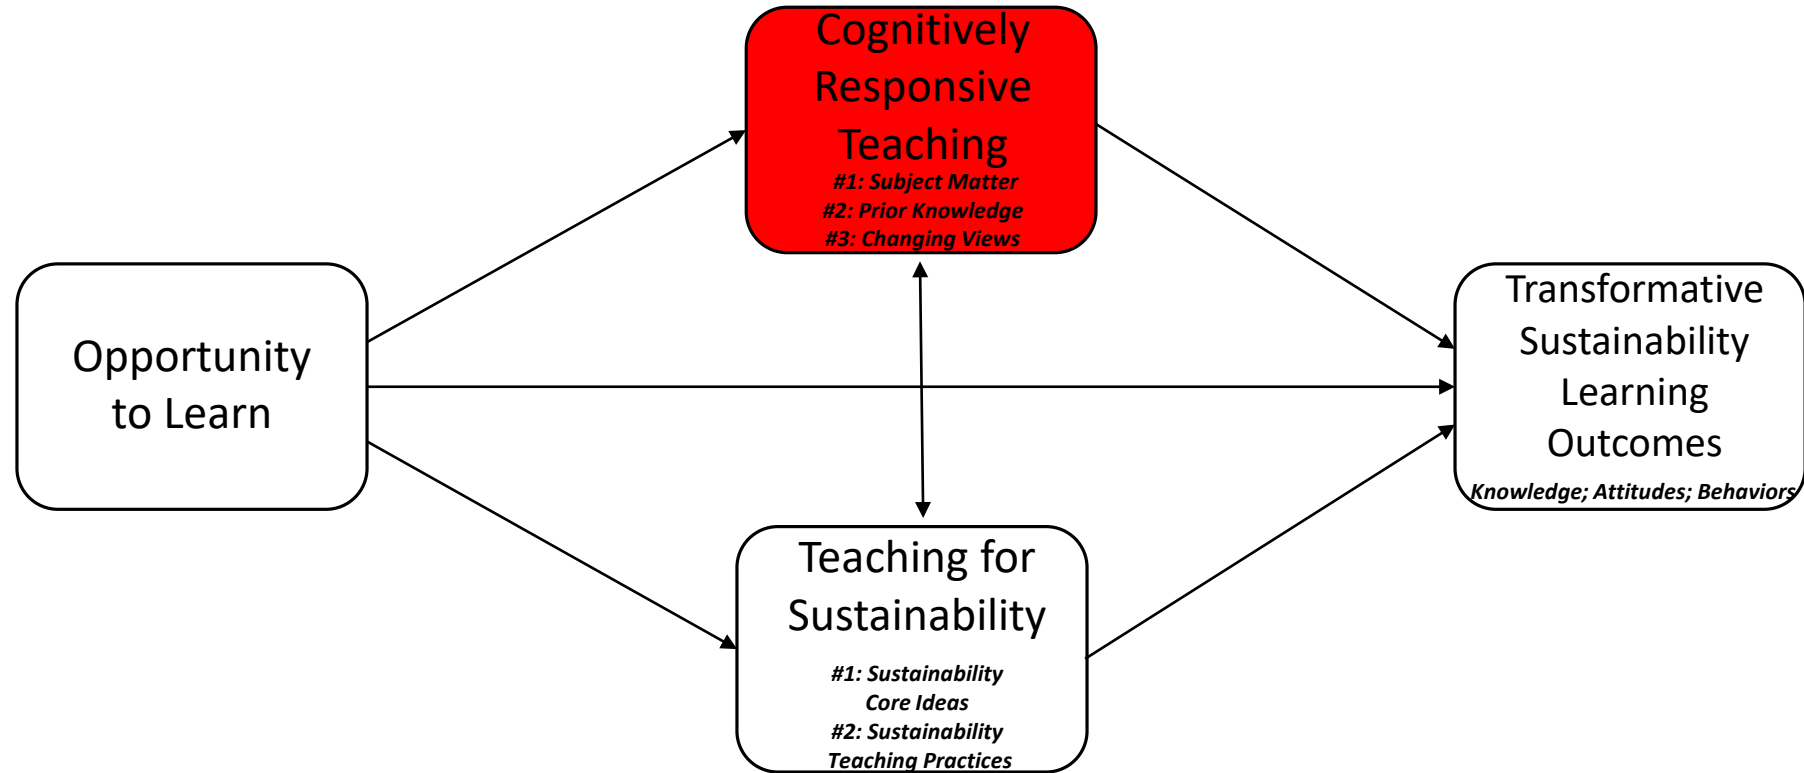 Cognitively
Responsive
Teaching
#1: Subject Matter
#2: Prior Knowledge
#3: Changing Views
Opportunity
to Learn
Transformative
Sustainability
Learning
Outcomes
Knowledge; Attitudes; Behaviors
Teaching for
Sustainability
#1: Sustainability
Core Ideas
#2: Sustainability
Teaching Practices